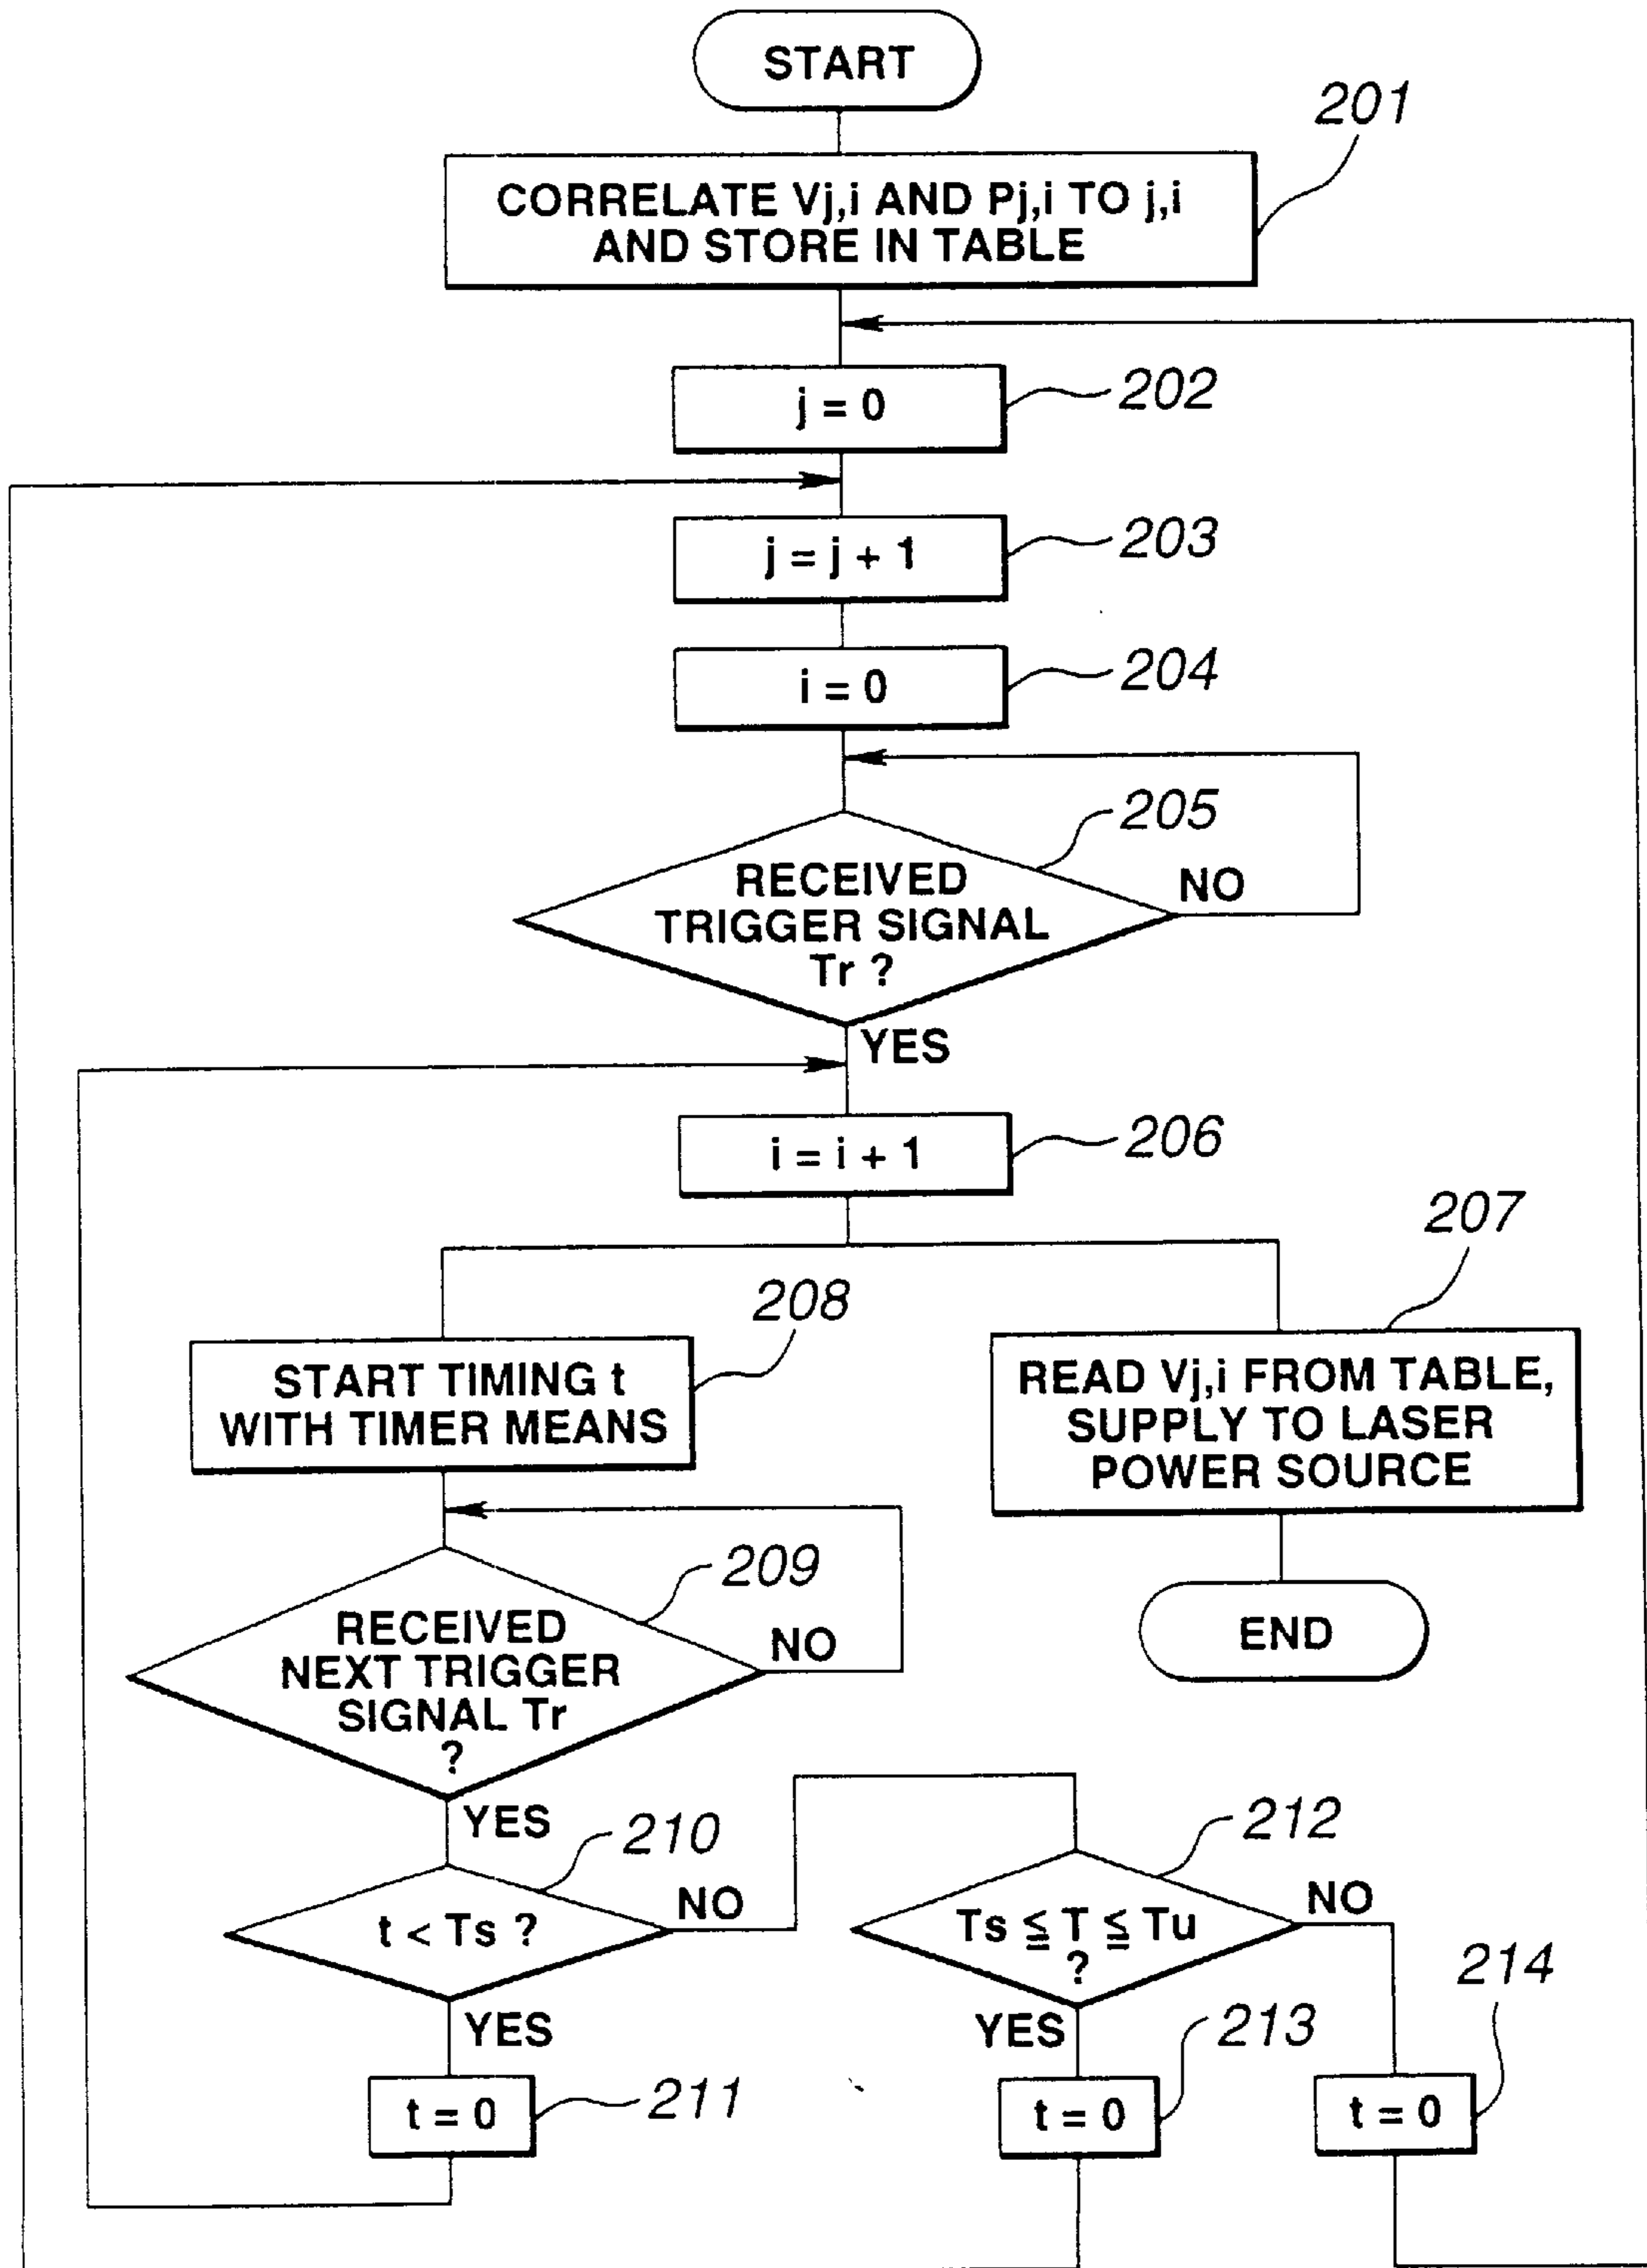 START
201
CORRELATE Vj,i AND Pj,i TO j,i
AND STORE IN TABLE
j = 0
202
j = j + 1
203
i = 0
204
205
RECEIVED
TRIGGER SIGNAL
Tr ?
NO
YES
i = i + 1
206
207
208
START TIMING t
WITH TIMER MEANS
READ Vj,i FROM TABLE,
SUPPLY TO LASER
POWER SOURCE
209
RECEIVED
NEXT TRIGGER
SIGNAL Tr
?
NO
END
YES
210
t < Ts ?
NO
212
Ts ≦ T ≦ Tu
?
NO
214
YES
YES
213
t = 0
211
t = 0
t = 0